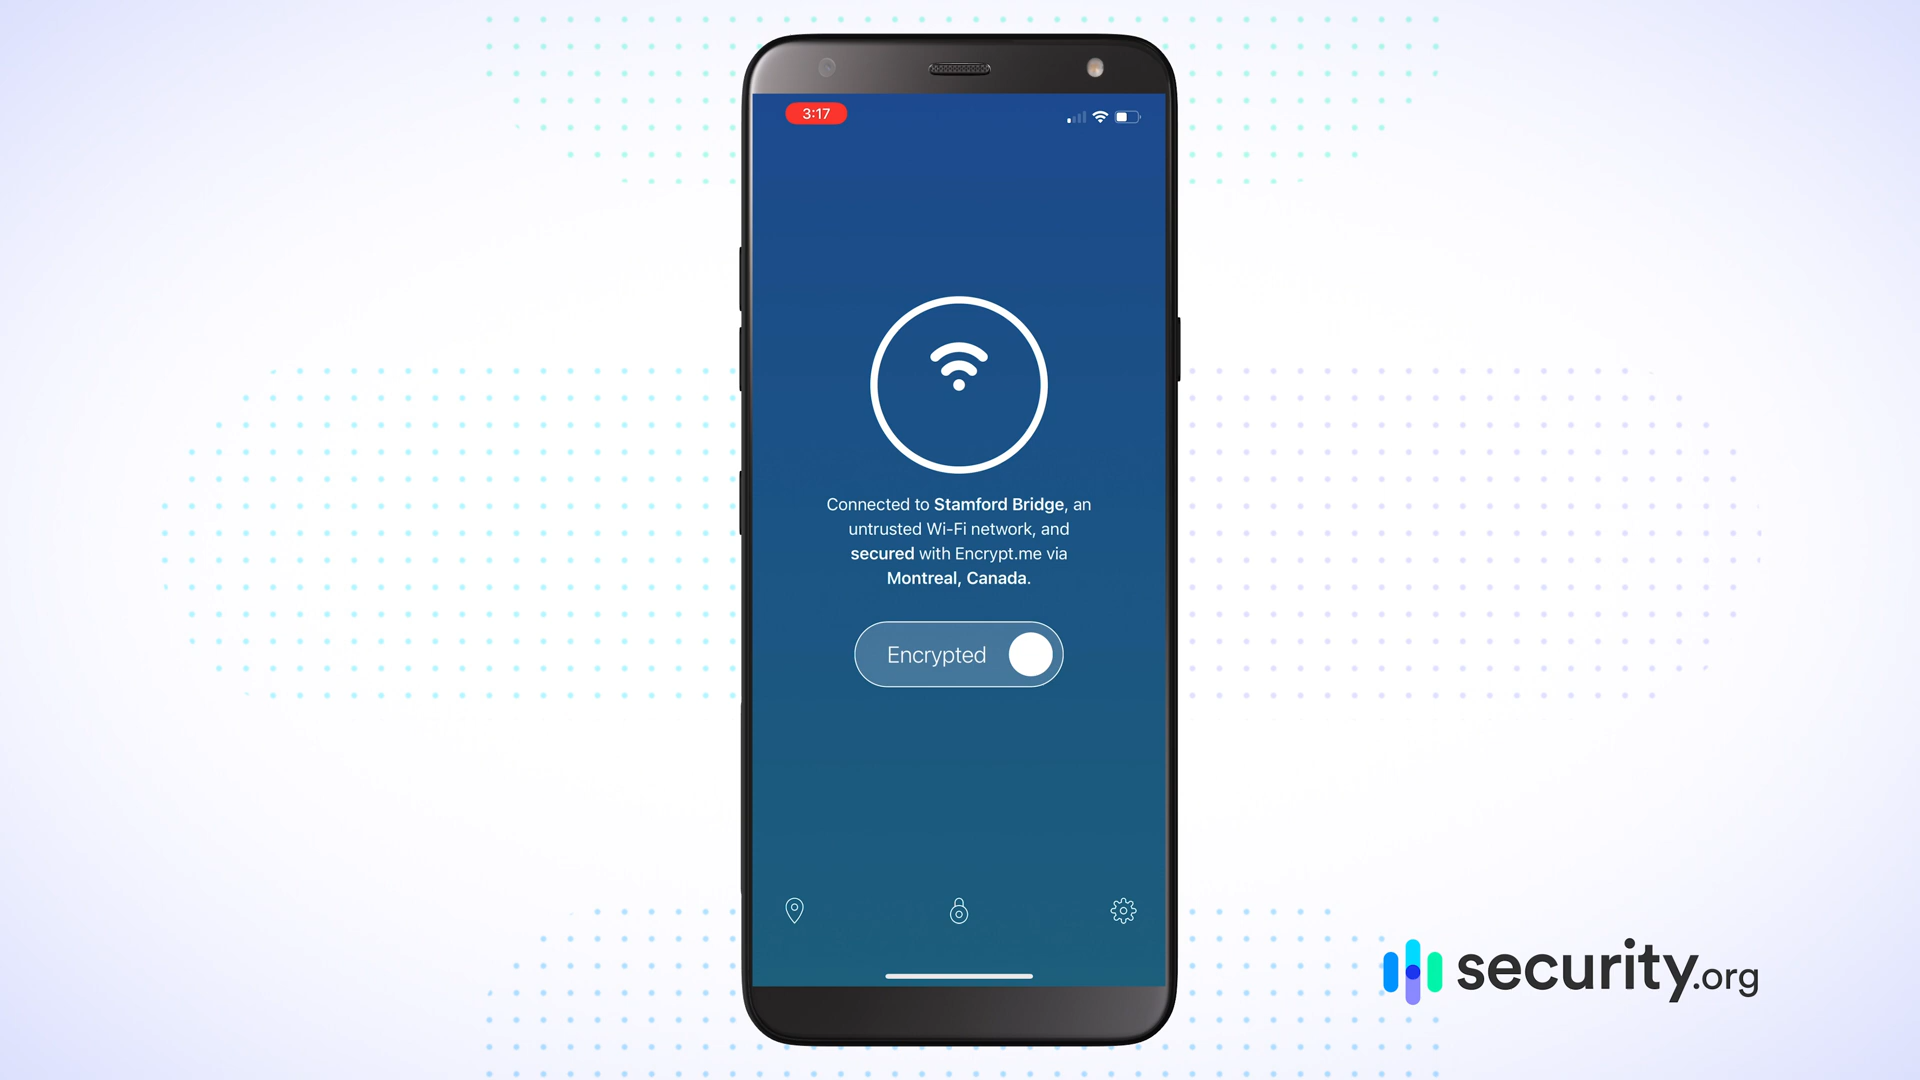 3:17
Connected to Stamford Bridge, an
untrusted Wi-Fi network, and
secured with Encrypt.me via
Montreal, Canada.
Encrypted
security.org